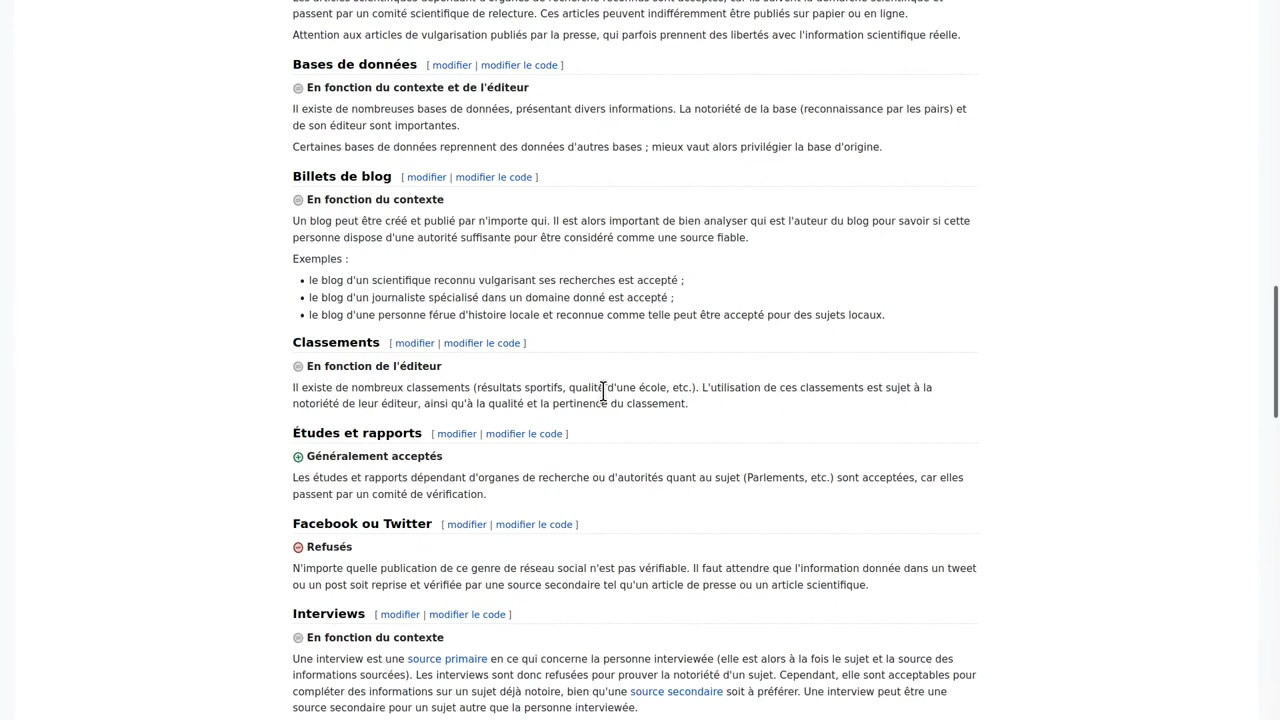 passent par un comité scientifique de relecture. Ces articles peuvent indifféremment être publiés sur papier ou en ligne.
Attention aux articles de vulgarisation publiés par la presse, qui parfois prennent des libertés avec l'information scientifique réelle.
Bases de données [ modifier | modifier le code ]
En fonction du contexte et de l'éditeur
Il existe de nombreuses bases de données, présentant divers informations. La notoriété de la base (reconnaissance par les pairs) et
de son éditeur sont importantes.
Certaines bases de données reprennent des données d'autres bases ; mieux vaut alors privilégier la base d'origine.
Billets de blog [ modifier | modifier le code ]
En fonction du contexte
Un blog peut être créé et publié par n'importe qui. Il est alors important de bien analyser qui est l'auteur du blog pour savoir si cette
personne dispose d'une autorité suffisante pour être considéré comme une source fiable.
Exemples :
• le blog d'un scientifique reconnu vulgarisant ses recherches est accepté ;
• le blog d'un journaliste spécialisé dans un domaine donné est accepté ;
• le blog d'une personne férue d'histoire locale et reconnue comme telle peut être accepté pour des sujets locaux.
Classements [ modifier | modifier le code ]
En fonction de l'éditeur
Il existe de nombreux classements (résultats sportifs, qualité d'une école, etc.). L'utilisation de ces classements est sujet à la
notoriété de leur éditeur, ainsi qu'à la qualité et la pertinence du classement.
Études et rapports [ modifier | modifier le code ]
Généralement acceptés
Les études et rapports dépendant d'organes de recherche ou d'autorités quant au sujet (Parlements, etc.) sont acceptées, car elles
passent par un comité de vérification.
Facebook ou Twitter [ modifier | modifier le code ]
Refusés
N'importe quelle publication de ce genre de réseau social n'est pas vérifiable. Il faut attendre que l'information donnée dans un tweet
ou un post soit reprise et vérifiée par une source secondaire tel qu'un article de presse ou un article scientifique.
Interviews [ modifier | modifier le code ]
En fonction du contexte
Une interview est une source primaire en ce qui concerne la personne interviewée (elle est alors à la fois le sujet et la source des
informations sourcées). Les interviews sont donc refusées pour prouver la notoriété d'un sujet. Cependant, elle sont acceptables pour
compléter des informations sur un sujet déjà notoire, bien qu'une source secondaire soit à préférer. Une interview peut être une
source secondaire pour un sujet autre que la personne interviewée.